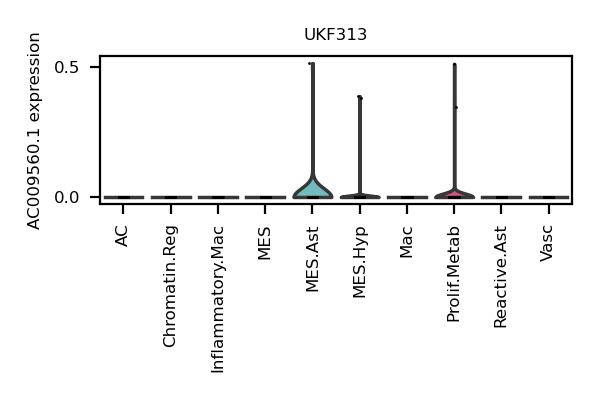 UKF313
AC009560.1 expression
0.5
0.0
AC
Chromatin.Reg
Inflammatory.Mac
MES
MES.Ast
MES.Hyp
Mac
Prolif.Metab
Reactive.Ast
Vasc